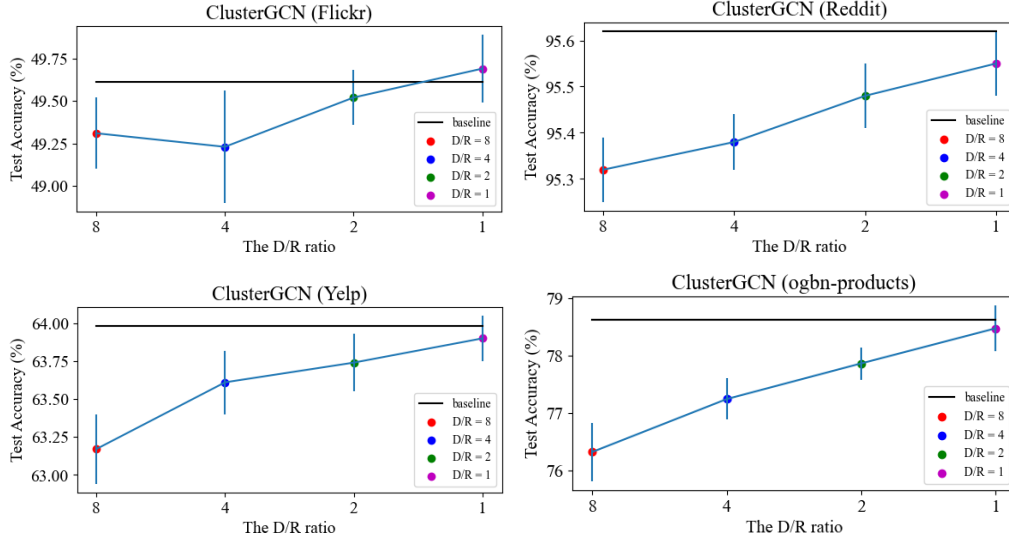 ClusterGCN (Flickr)
Test Accuracy (%)
49.75
49.50
49.25
49.00
baseline
D/R = 8
D/R = 4
D/R = 2
D/R = 1
8 4 2 1
The D/R ratio
ClusterGCN (Reddit)
Test Accuracy (%)
95.6
95.5
95.4
95.3
baseline
D/R = 8
D/R = 4
D/R = 2
D/R = 1
8 4 2 1
The D/R ratio
ClusterGCN (Yelp)
Test Accuracy (%)
64.00
63.75
63.50
63.25
63.00
baseline
D/R = 8
D/R = 4
D/R = 2
D/R = 1
8 4 2 1
The D/R ratio
ClusterGCN (ogbn-products)
Test Accuracy (%)
79
78
77
76
baseline
D/R = 8
D/R = 4
D/R = 2
D/R = 1
8 4 2 1
The D/R ratio